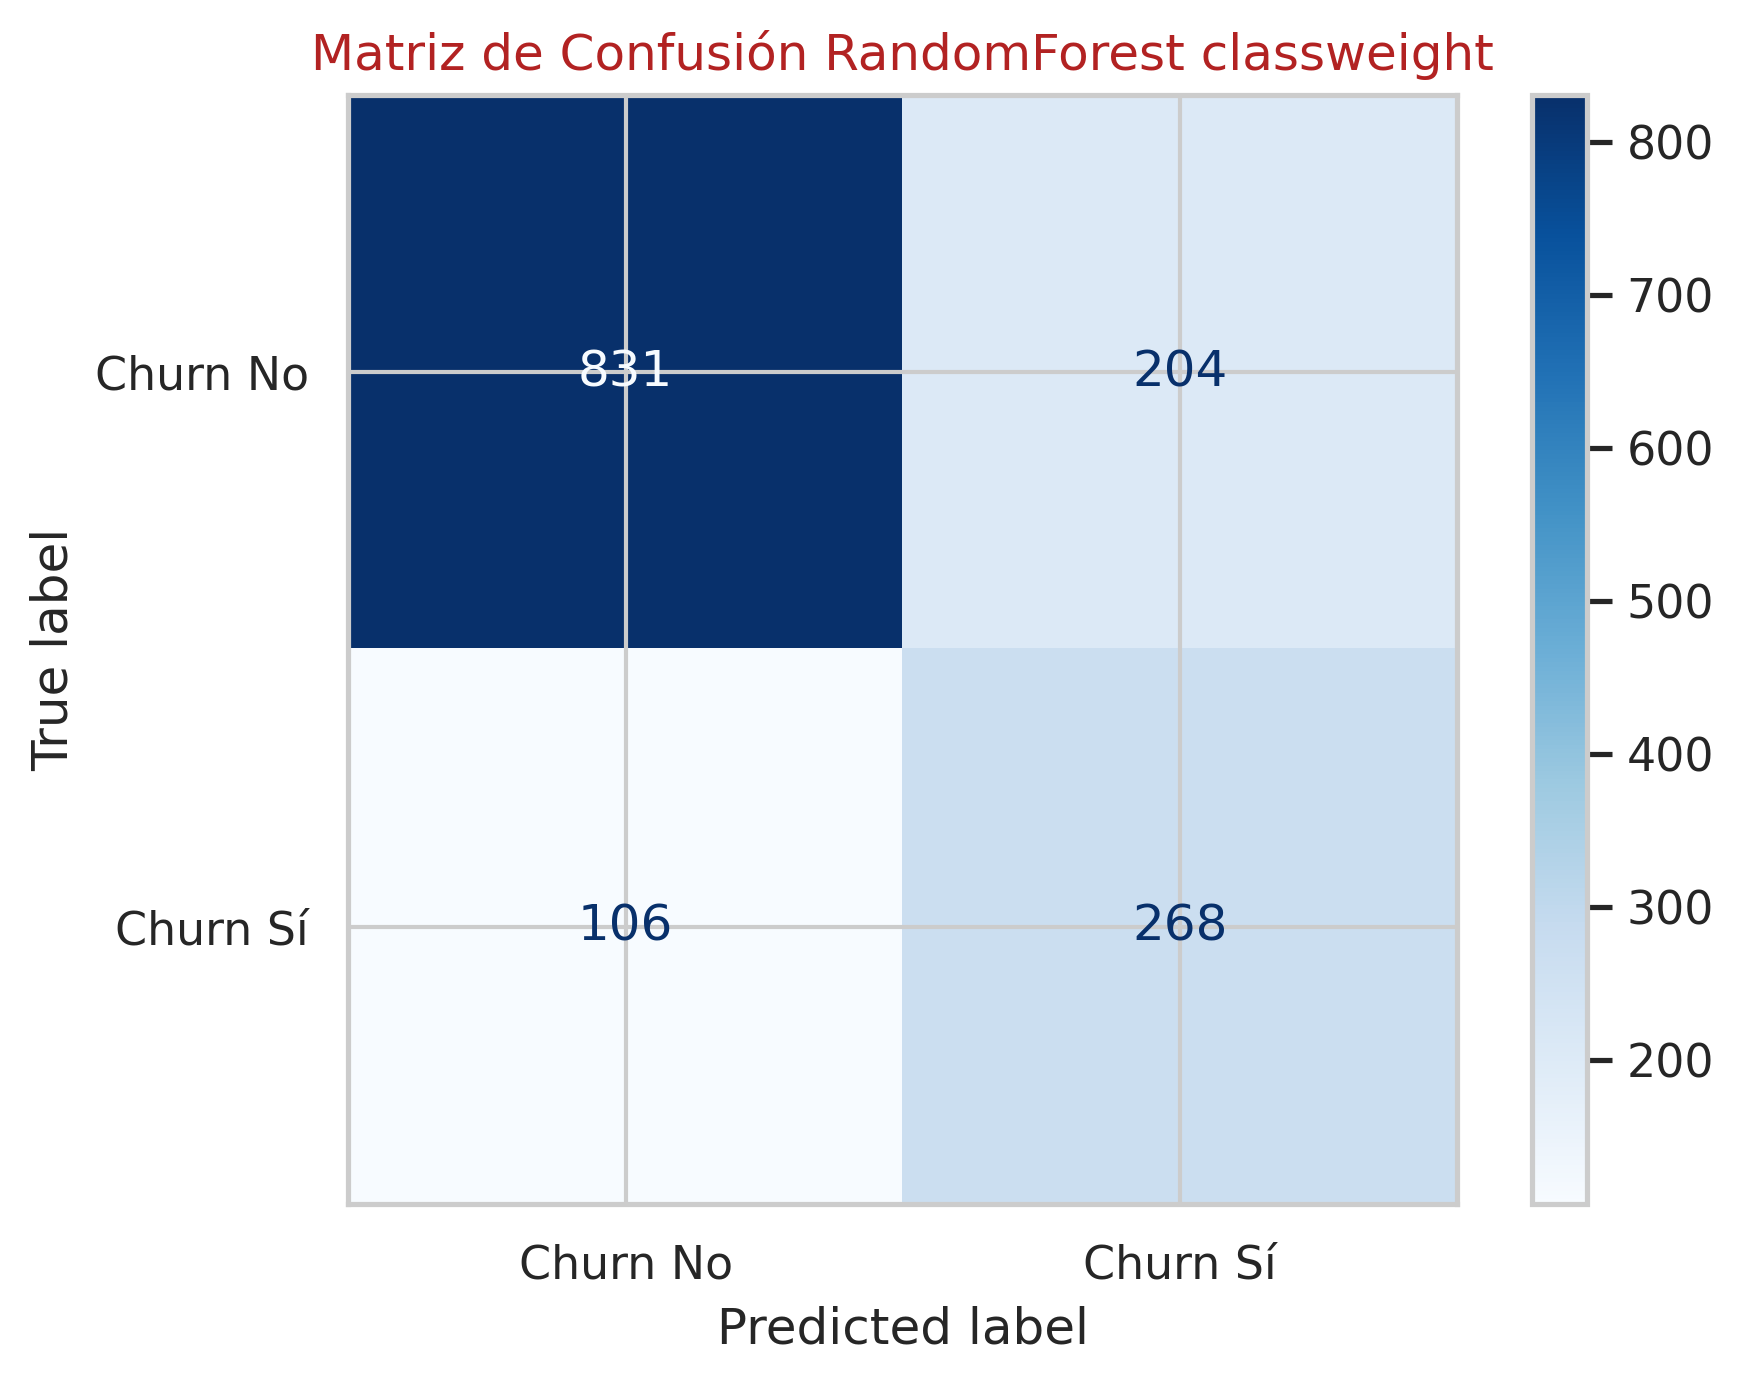 Matriz de Confusión RandomForest classweight
800
700
600
500
400
300
200
True label
Churn No
831
204
Churn Sí
106
268
Churn No
Churn Sí
Predicted label